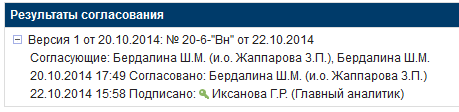 Результаты согласования
Версия 1 от 20.10.2014: № 20-6-"Вн" от 22.10.2014
Согласующие: Бердалина Ш.М. (и.о. Жаппарова З.П.), Бердалина Ш.М.
20.10.2014 17:49 Согласовано: Бердалина Ш.М. (и.о. Жаппарова З.П.)
22.10.2014 15:58 Подписано: Иксанова Г.Р. (Главный аналитик)